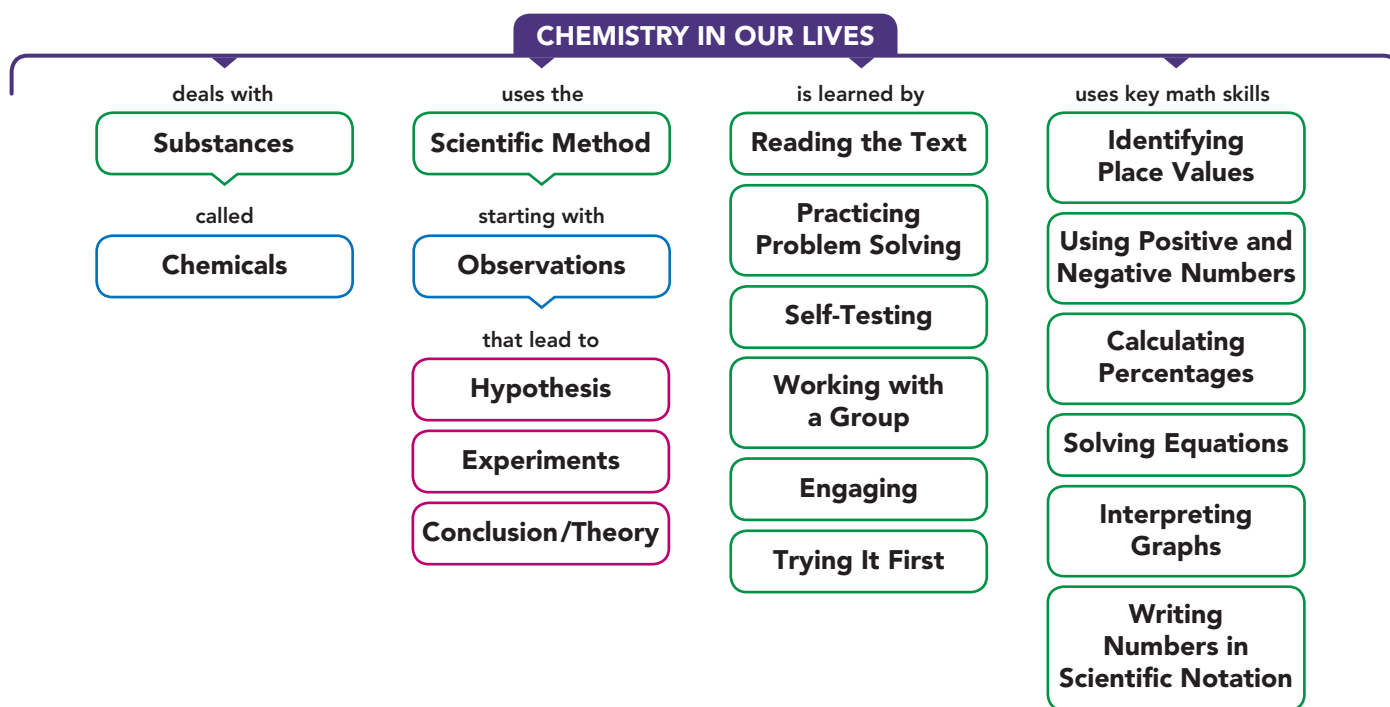 CHEMISTRY IN OUR LIVES
deals with
Substances
called
Chemicals
uses the
Scientific Method
starting with
Observations
that lead to
Hypothesis
Experiments
Conclusion/Theory
is learned by
Reading the Text
Practicing
Problem Solving
Self-Testing
Working with
a Group
Engaging
Trying It First
uses key math skills
Identifying
Place Values
Using Positive and
Negative Numbers
Calculating
Percentages
Solving Equations
Interpreting
Graphs
Writing
Numbers in
Scientific Notation